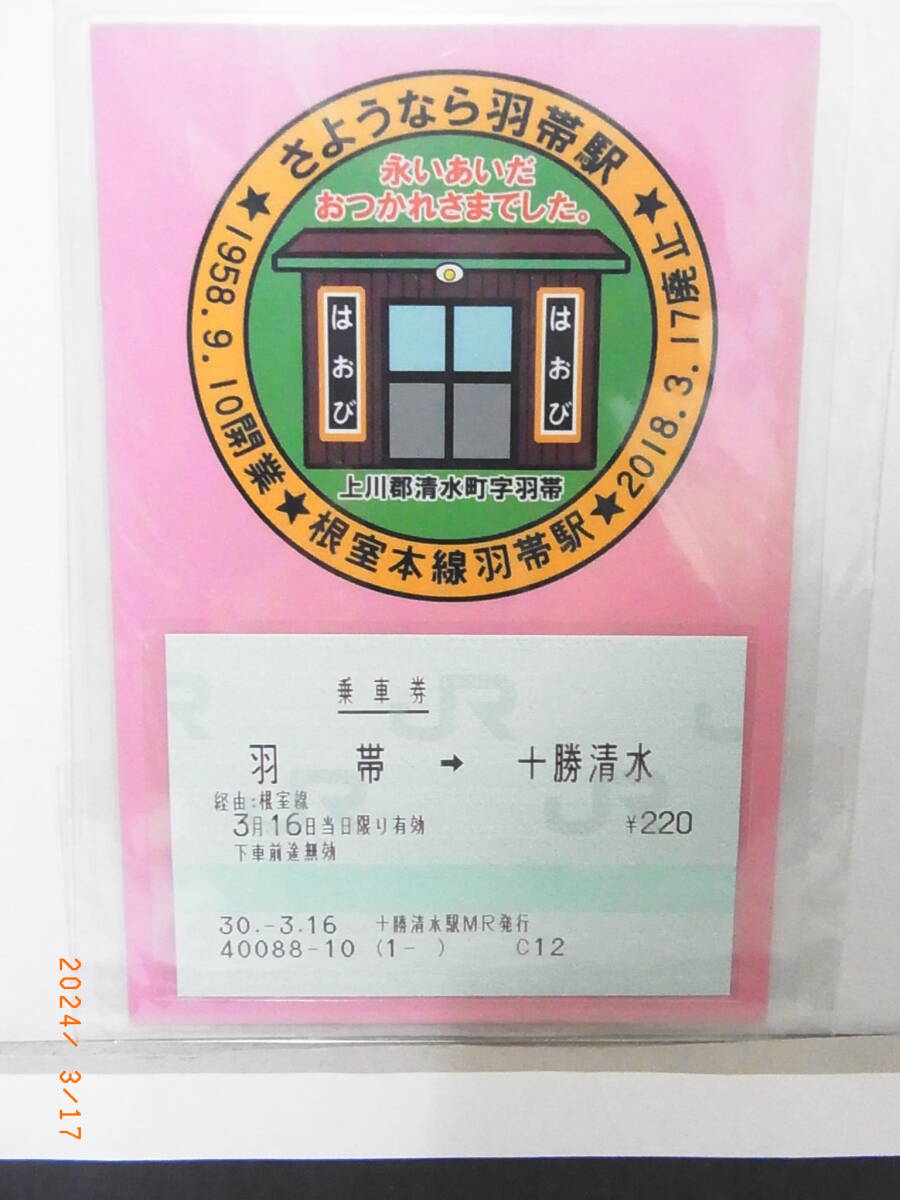 さようなら羽帯駅
永いあいだ
おつかれさまでした。
はおび
はおび
上川郡清水町字羽帯
★1958.9.10開業★根室本線羽帯駅★2018.3.17廃止★
乗車券
羽 帯 → 十勝清水
経由:根室線
3月16日当日限り有効 ¥220
下車前途無効
30.-3.16 十勝清水駅MR発行
40088-10 (1- ) C12
JR
JR
JR
JR
JR
2024/ 3/17